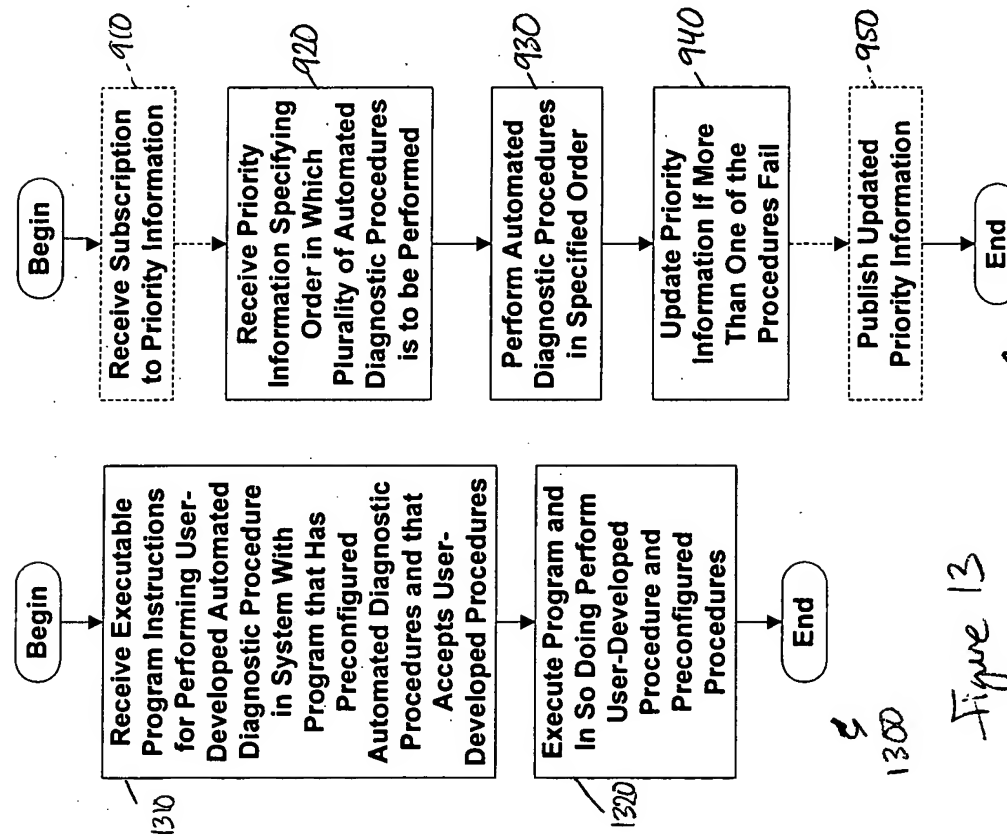 Begin
Receive Subscription
to Priority Information
910
Receive Priority
Information Specifying
Order in Which
Plurality of Automated
Diagnostic Procedures
is to be Performed
920
Perform Automated
Diagnostic Procedures
in Specified Order
930
Update Priority
Information If More
Than One of the
Procedures Fail
940
Publish Updated
Priority Information
950
End
Begin
Receive Executable
Program Instructions
for Performing User-
Developed Automated
Diagnostic Procedure
in System With
Program that Has
Preconfigured
Automated Diagnostic
Procedures and that
Accepts User-
Developed Procedures
1310
Execute Program and
In So Doing Perform
User-Developed
Procedure and
Preconfigured
Procedures
1320
End
1300
Figure 13